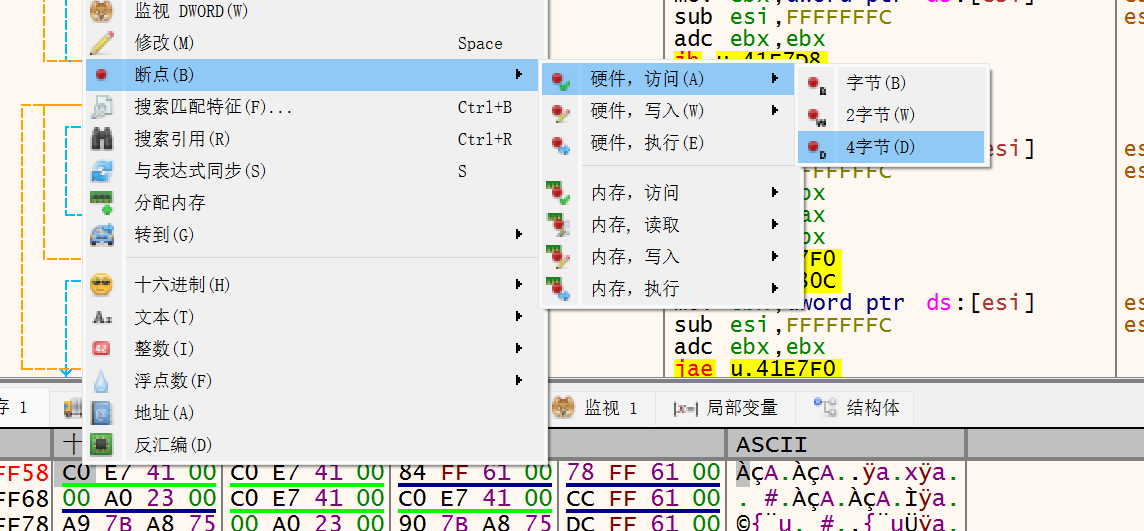 监视 DWORD(W)
修改(M) Space
断点(B)
搜索匹配特征(F)... Ctrl+B
搜索引用(R) Ctrl+R
与表达式同步(S) S
分配内存
转到(G)
十六进制(H)
文本(T)
整数(I)
浮点数(F)
地址(A)
反汇编(D)
硬件，访问(A)
硬件，写入(W)
硬件，执行(E)
内存，访问
内存，读取
内存，写入
内存，执行
字节(B)
2字节(W)
4字节(D)
sub esi,FFFFFFFC
adc ebx,ebx
jb u.41E7D8
esi]
FFFFFFFC
bx
ax
bx
7F0
80C
dword ptr ds:[esi]
sub esi,FFFFFFFC
adc ebx,ebx
jae u.41E7F0
存 1
监视 1
[x=] 局部变量
结构体
十
ASCII
FF58 C0 E7 41 00 C0 E7 41 00 84 FF 61 00 78 FF 61 00 ÀçA.ÀçA..ÿa.xÿa.
FF68 00 A0 23 00 C0 E7 41 00 C0 E7 41 00 CC FF 61 00 . #.ÀçA.ÀçA.Ìÿa.
FF78 A9 7B A8 75 00 A0 23 00 90 7B A8 75 DC FF 61 00 ©{¨u. #..{¨uÜÿa.